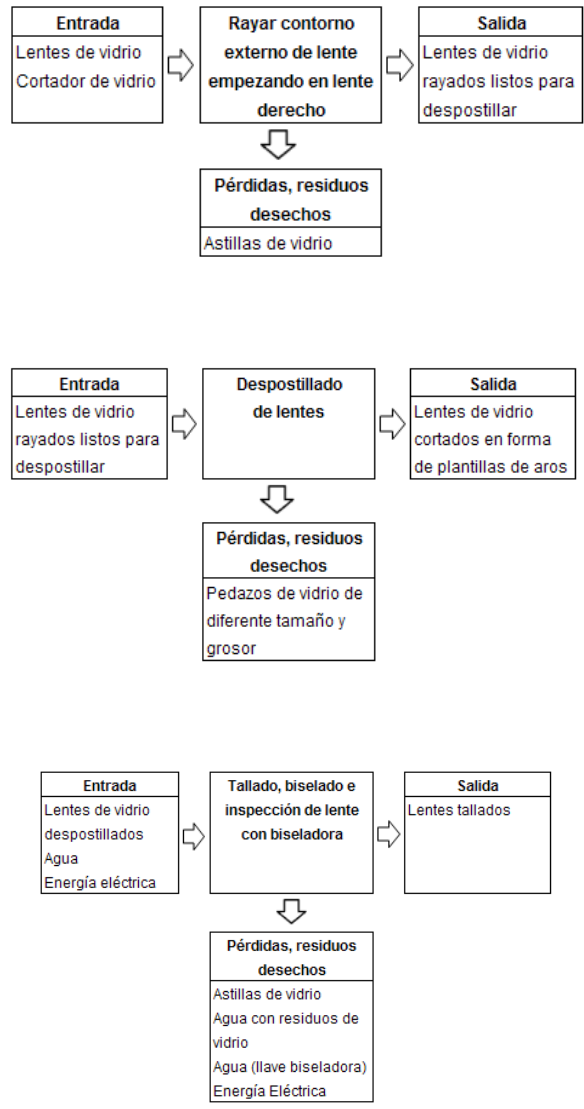 Entrada
Lentes de vidrio
Cortador de vidrio
Rayar contorno
externo de lente
empezando en lente
derecho
Salida
Lentes de vidrio
rayados listos para
despostillar
Pérdidas, residuos
desechos
Astillas de vidrio
Entrada
Lentes de vidrio
rayados listos para
despostillar
Despostillado
de lentes
Salida
Lentes de vidrio
cortados en forma
de plantillas de aros
Pérdidas, residuos
desechos
Pedazos de vidrio de
diferente tamaño y
grosor
Entrada
Lentes de vidrio
despostillados
Agua
Energía eléctrica
Tallado, biselado e
inspección de lente
con biseladora
Salida
Lentes tallados
Pérdidas, residuos
desechos
Astillas de vidrio
Agua con residuos de
vidrio
Agua (llave biseladora)
Energía Eléctrica